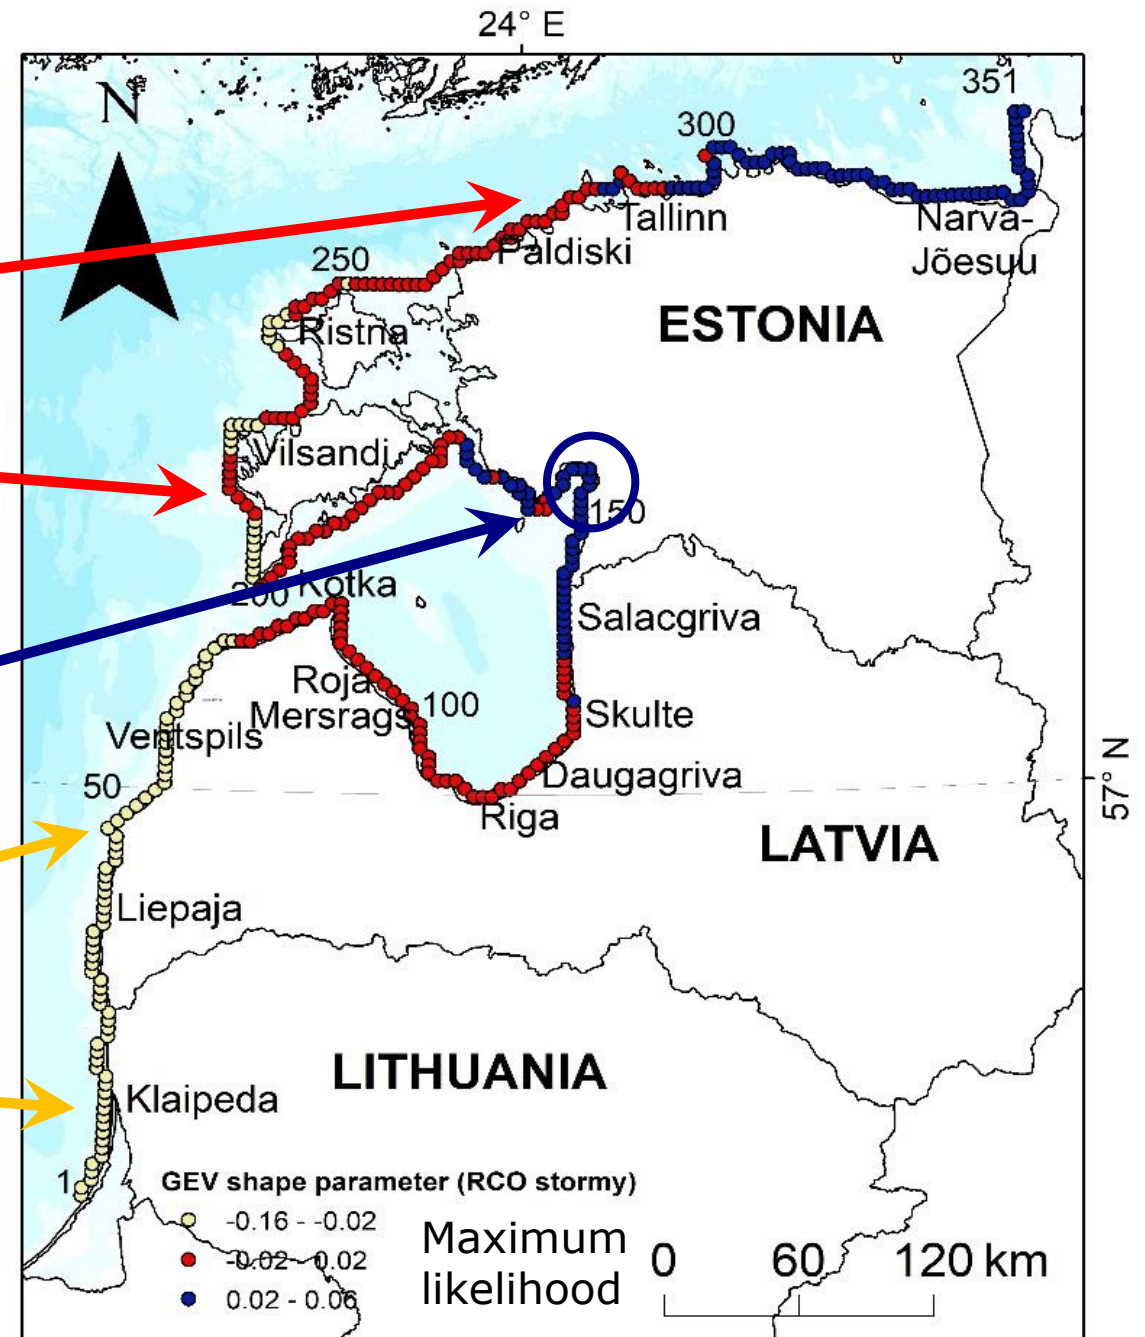 24° E
N
351
300
Tallinn
Narva-
Jõesuu
Paldiski
250
ESTONIA
Ristna
Vilsandi
150
200
Kotka
Salacgriva
Roja
Mersrags
100
Skulte
Ventspils
Daugagriva
50
57° N
Riga
LATVIA
Liepaja
LITHUANIA
Klaipeda
1
GEV shape parameter (RCO stormy)
-0.16 - -0.02
-0.02 - 0.02
0.02 - 0.06
Maximum
likelihood
0 60 120 km